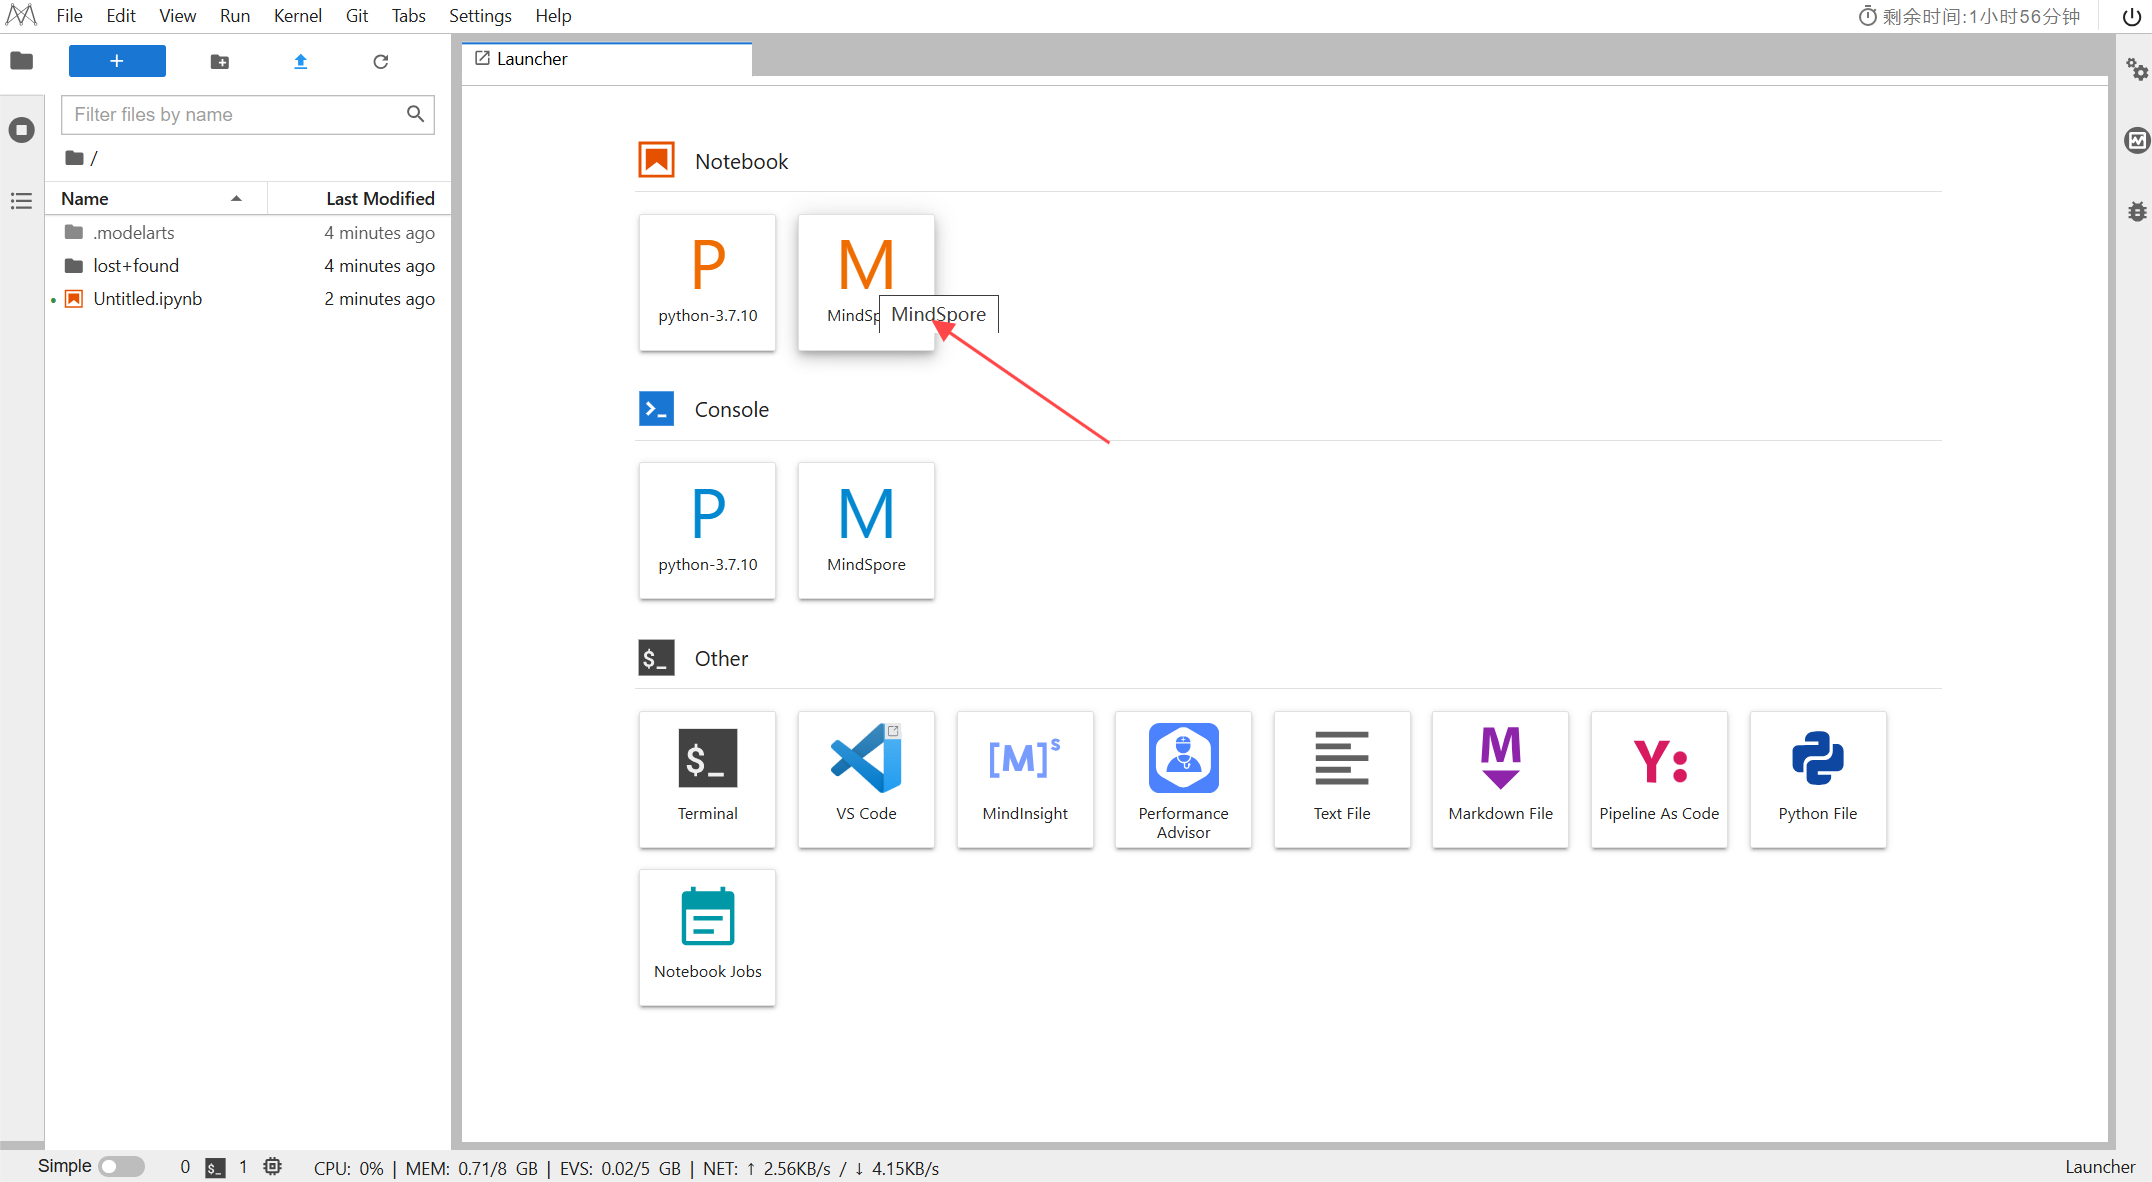 File Edit View Run Kernel Git Tabs Settings Help
剩余时间:1小时56分钟
Launcher
Filter files by name
/
Name Last Modified
.modelarts 4 minutes ago
lost+found 4 minutes ago
Untitled.ipynb 2 minutes ago
Notebook
P M
python-3.7.10 MindSp
MindSpore
Console
P M
python-3.7.10 MindSpore
$_ Other
$_ [M]s M Y:
Terminal VS Code MindInsight Performance Advisor Text File Markdown File Pipeline As Code Python File
Notebook Jobs
Simple 0 $_ 1 CPU: 0% | MEM: 0.71/8 GB | EVS: 0.02/5 GB | NET: ↑ 2.56KB/s / ↓ 4.15KB/s Launcher